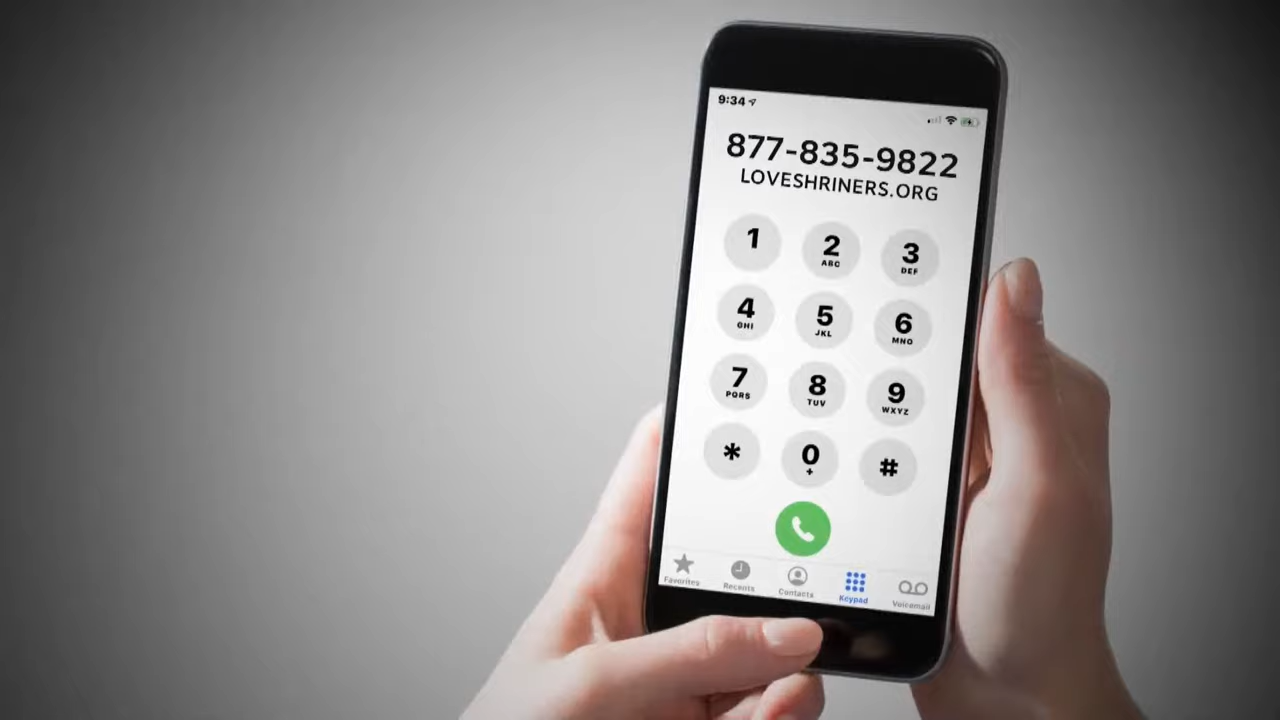 9:34
877-835-9822
LOVESHRINERS.ORG
1
2
ABC
3
DEF
4
GHI
5
JKL
6
MNO
7
PQRS
8
TUV
9
WXYZ
*
0
+
#
Favorites
Recents
Contacts
Keypad
Voicemail